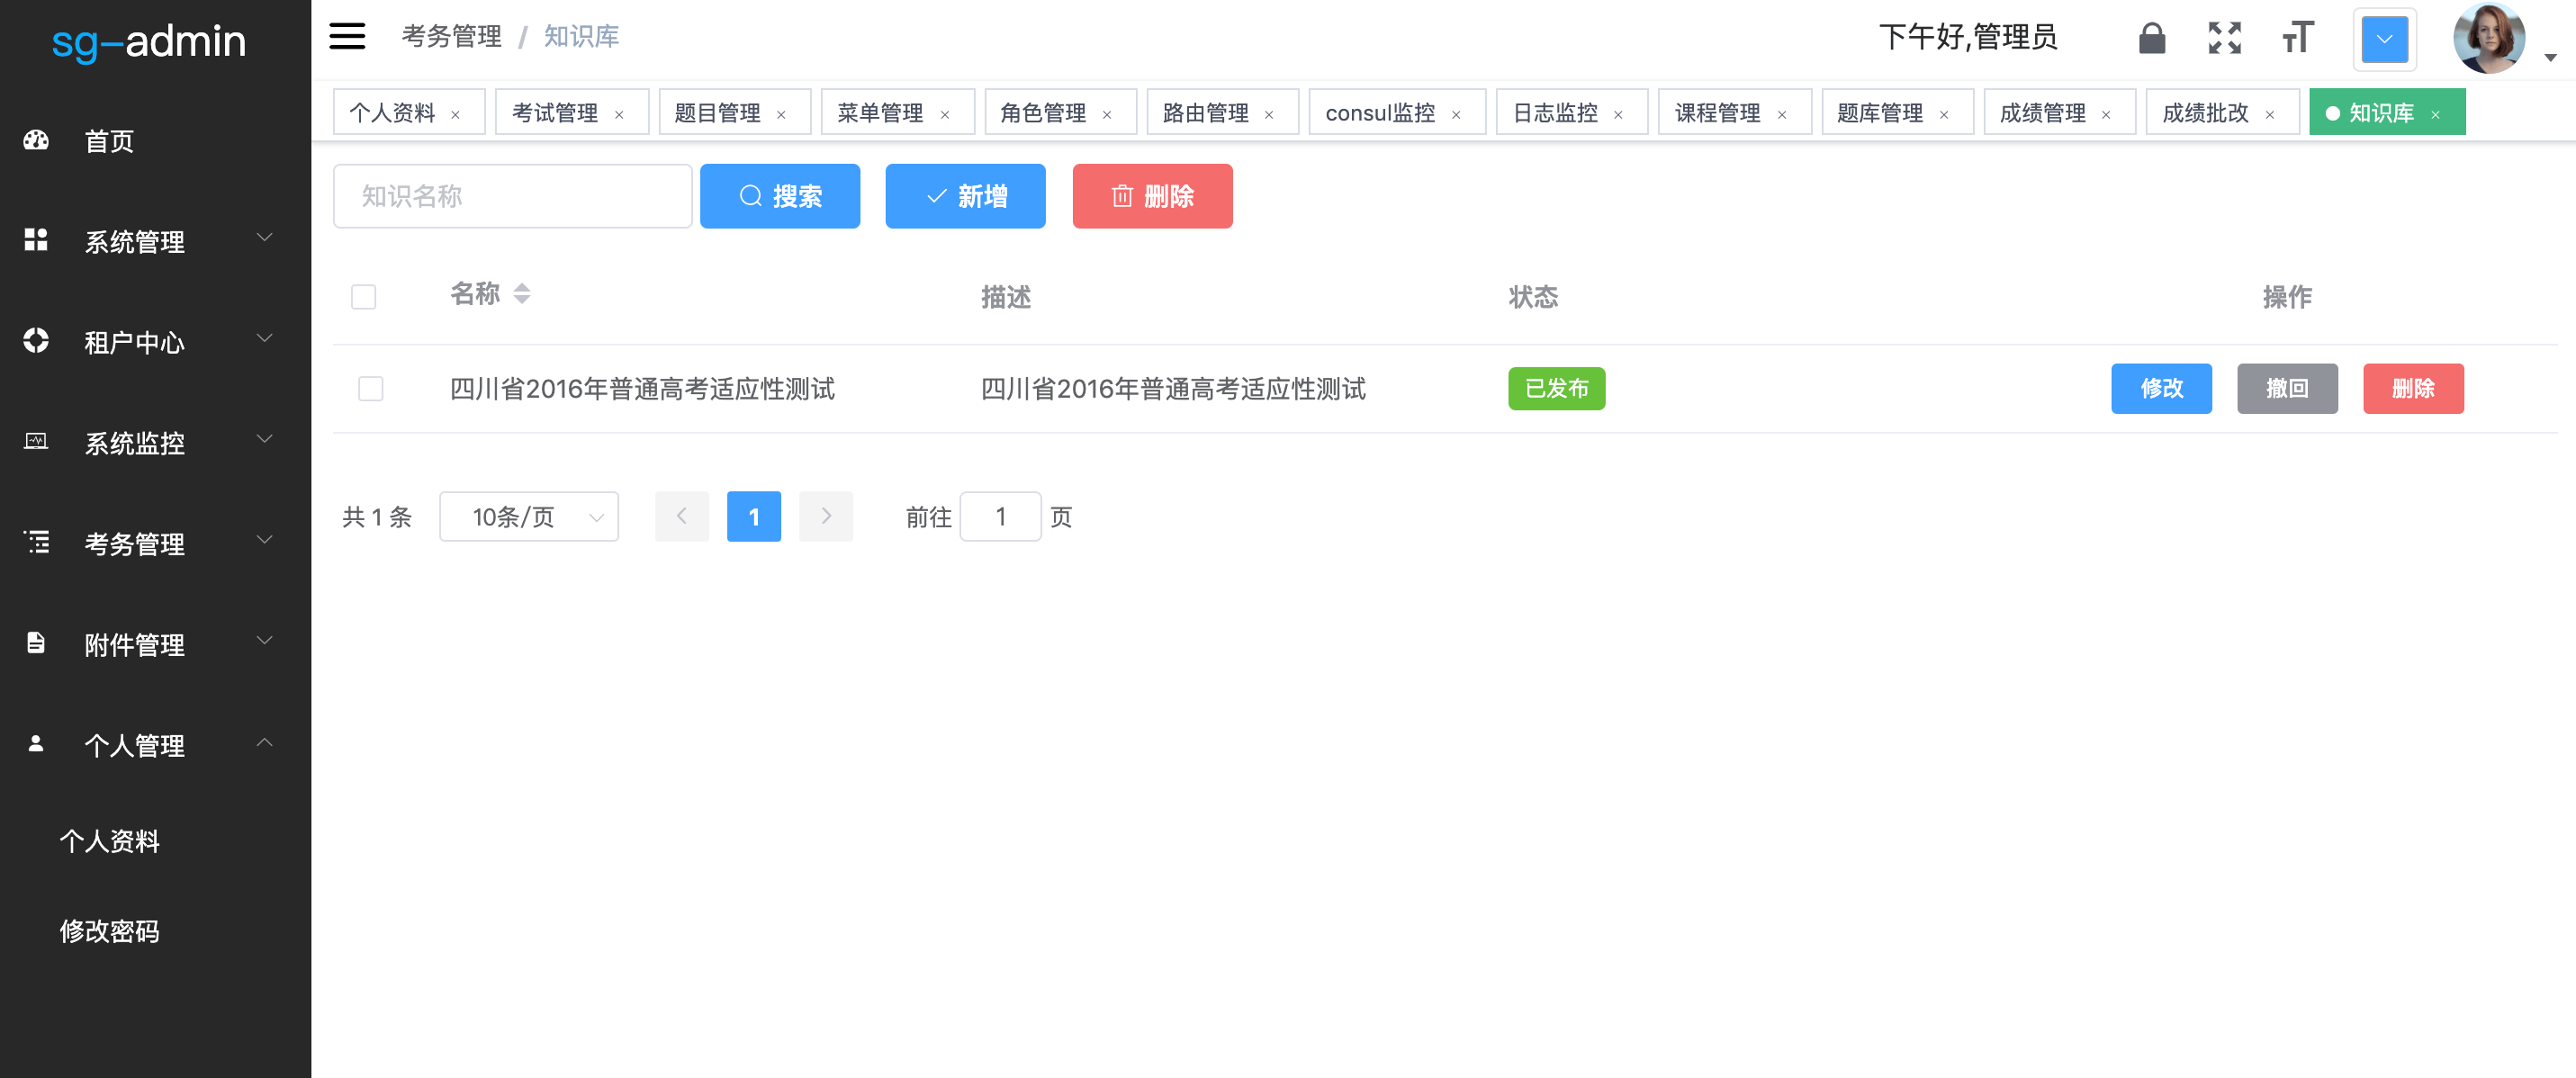 sg-admin
首页
系统管理
租户中心
系统监控
考务管理
附件管理
个人管理
个人资料
修改密码
考务管理 / 知识库
下午好,管理员
个人资料 × 考试管理 × 题目管理 × 菜单管理 × 角色管理 × 路由管理 × consul监控 × 日志监控 × 课程管理 × 题库管理 × 成绩管理 × 成绩批改 × 知识库 ×
知识名称 搜索 新增 删除
名称 描述 状态 操作
四川省2016年普通高考适应性测试 四川省2016年普通高考适应性测试 已发布 修改 撤回 删除
共 1 条 10条/页 1 前往 1 页